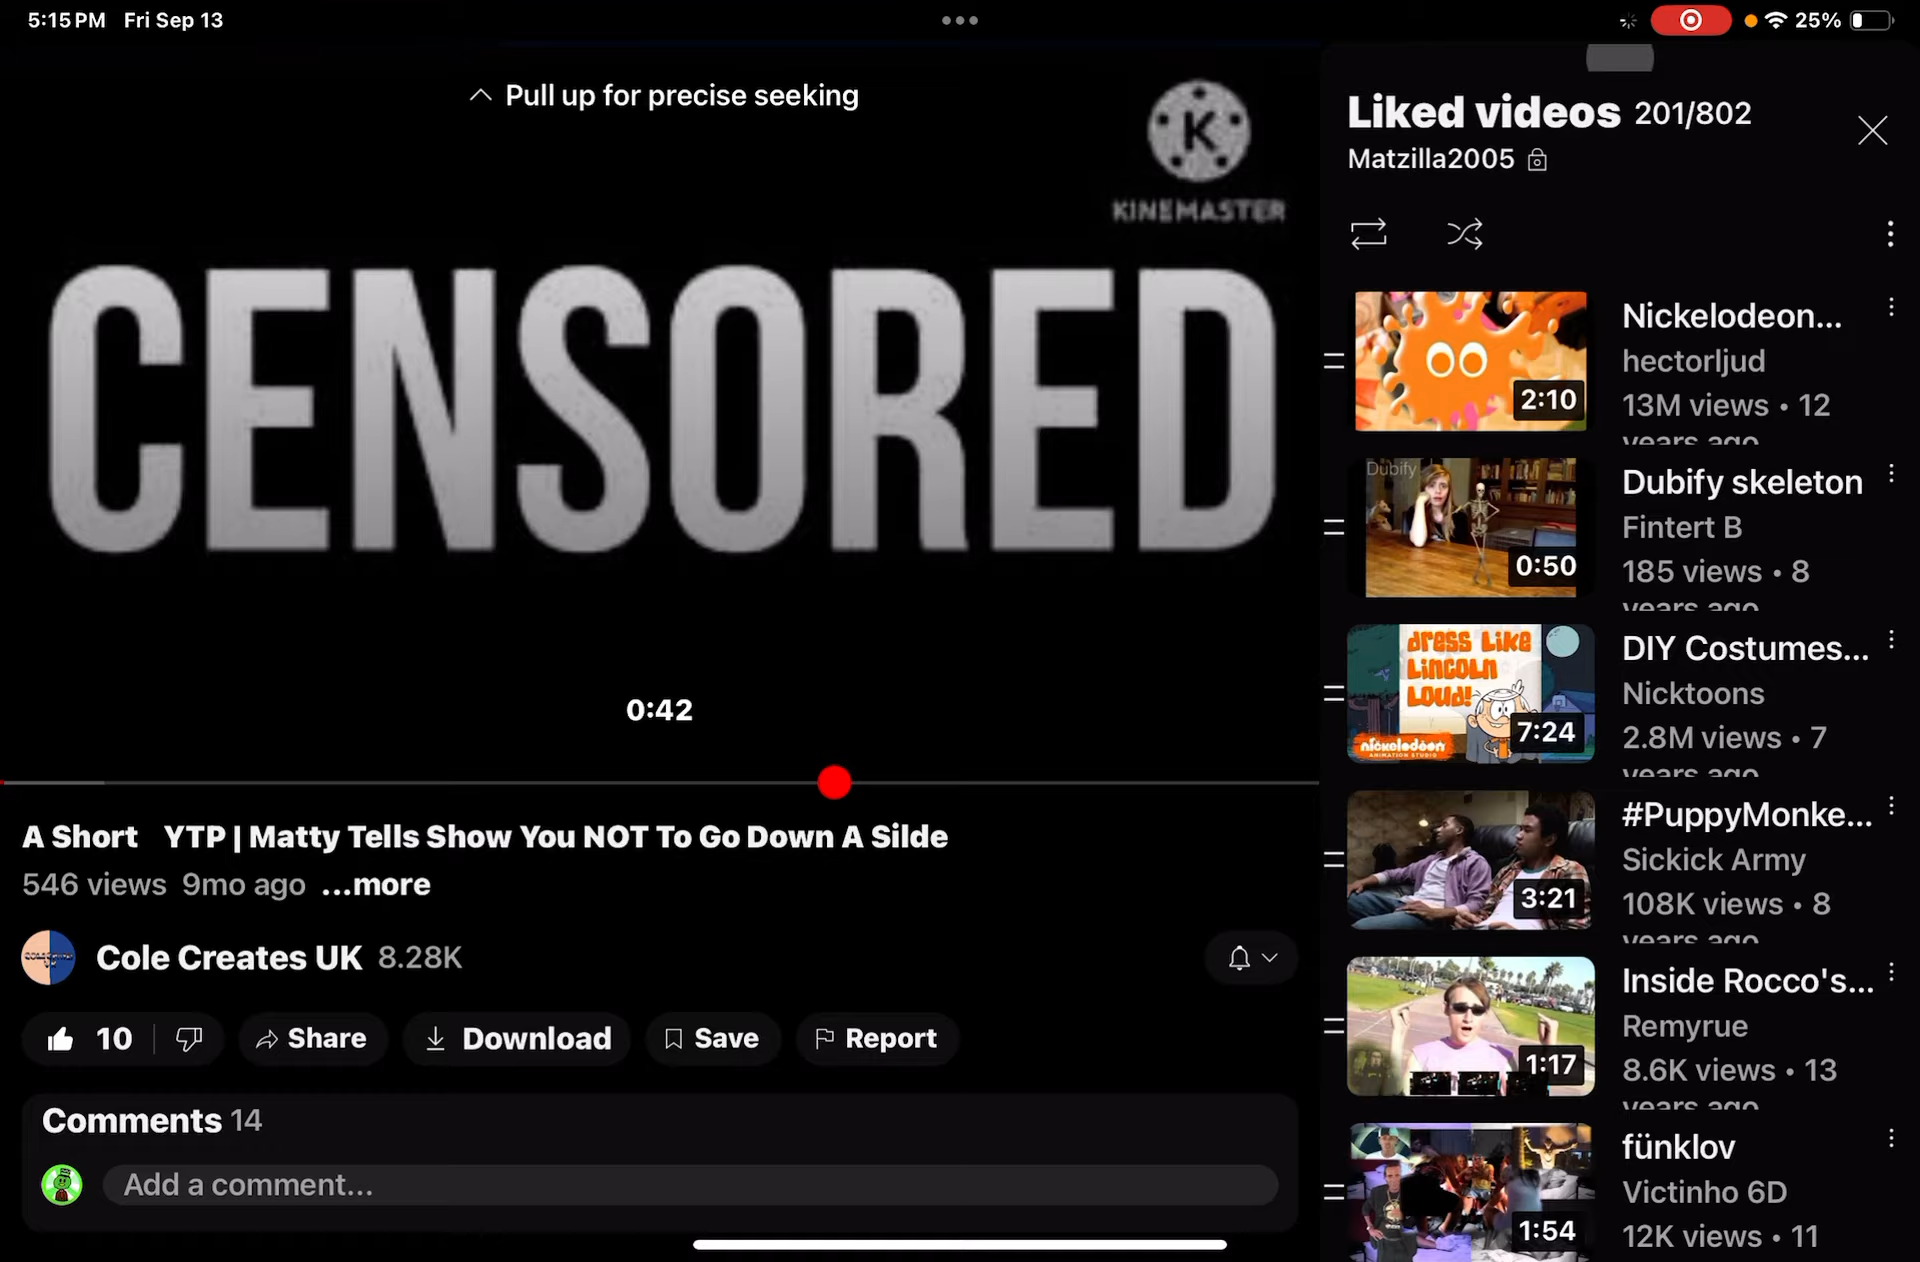 5:15 PM Fri Sep 13
25%
Pull up for precise seeking
K
KINEMASTER
CENSORED
0:42
A Short YTP | Matty Tells Show You NOT To Go Down A Silde
546 views 9mo ago ...more
Cole Creates UK 8.28K
10 Share Download Save Report
Comments 14
Add a comment...
Liked videos 201/802
Matzilla2005
2:10
Nickelodeon...
hectorljud
13M views • 12
years ago
Dubify
0:50
Dubify skeleton
Fintert B
185 views • 8
years ago
Dress Like
Lincoln
Loud!
nickelodeon
ANIMATION STUDIO
7:24
DIY Costumes...
Nicktoons
2.8M views • 7
years ago
3:21
#PuppyMonke...
Sickick Army
108K views • 8
years ago
1:17
Inside Rocco's...
Remyrue
8.6K views • 13
years ago
1:54
fünklov
Victinho 6D
12K views • 11